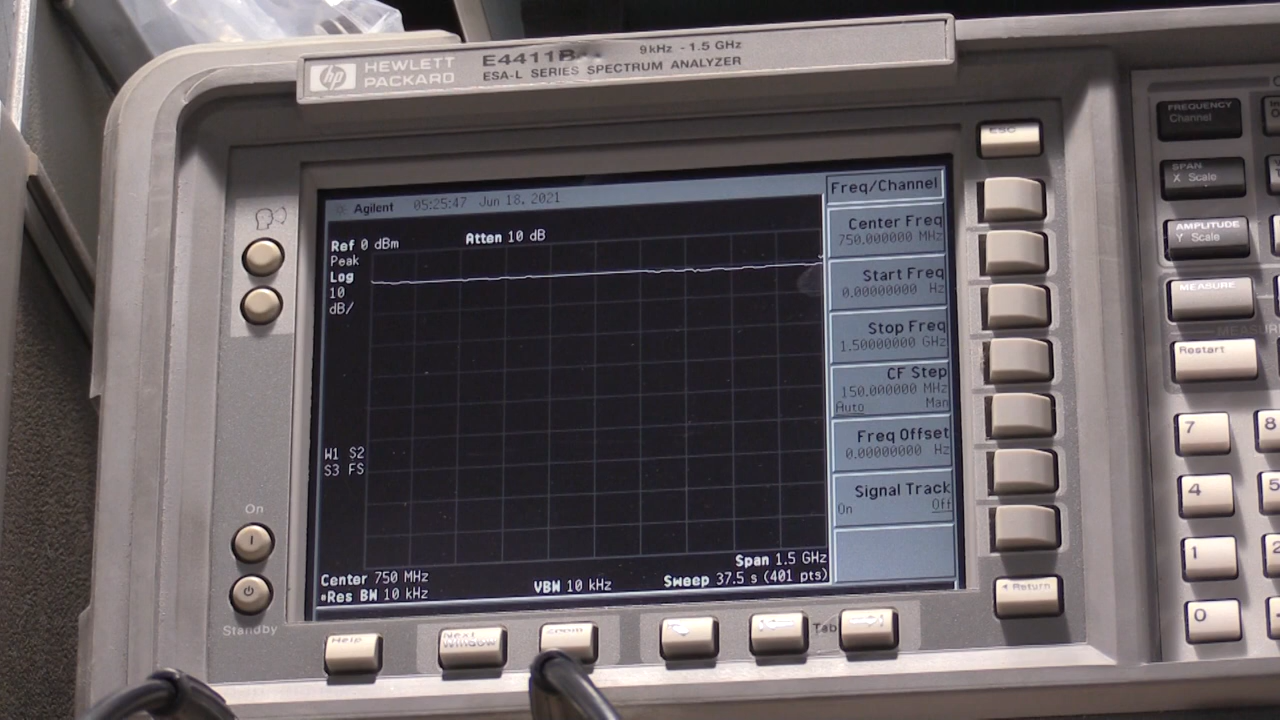 hp HEWLETT PACKARD
E4411B
9kHz - 1.5 GHz
ESA-L SERIES SPECTRUM ANALYZER
Agilent 05:25:47 Jun 18, 2021
Ref 0 dBm
Atten 10 dB
Peak
Log
10
dB/
W1 S2
S3 FS
Center 750 MHz
Span 1.5 GHz
•Res BW 10 kHz
VBW 10 kHz
Sweep 37.5 s (401 pts)
Freq/Channel
Center Freq
750.000000 MHz
Start Freq
0.00000000 Hz
Stop Freq
1.50000000 GHz
CF Step
150.000000 MHz
Auto Man
Freq Offset
0.00000000 Hz
Signal Track
On Off
On
Standby
Help
Next Window
Zoom
Tab
ESC
Return
FREQUENCY
Channel
SPAN
X Scale
AMPLITUDE
Y Scale
MEASURE
Restart
7
8
4
5
1
2
0